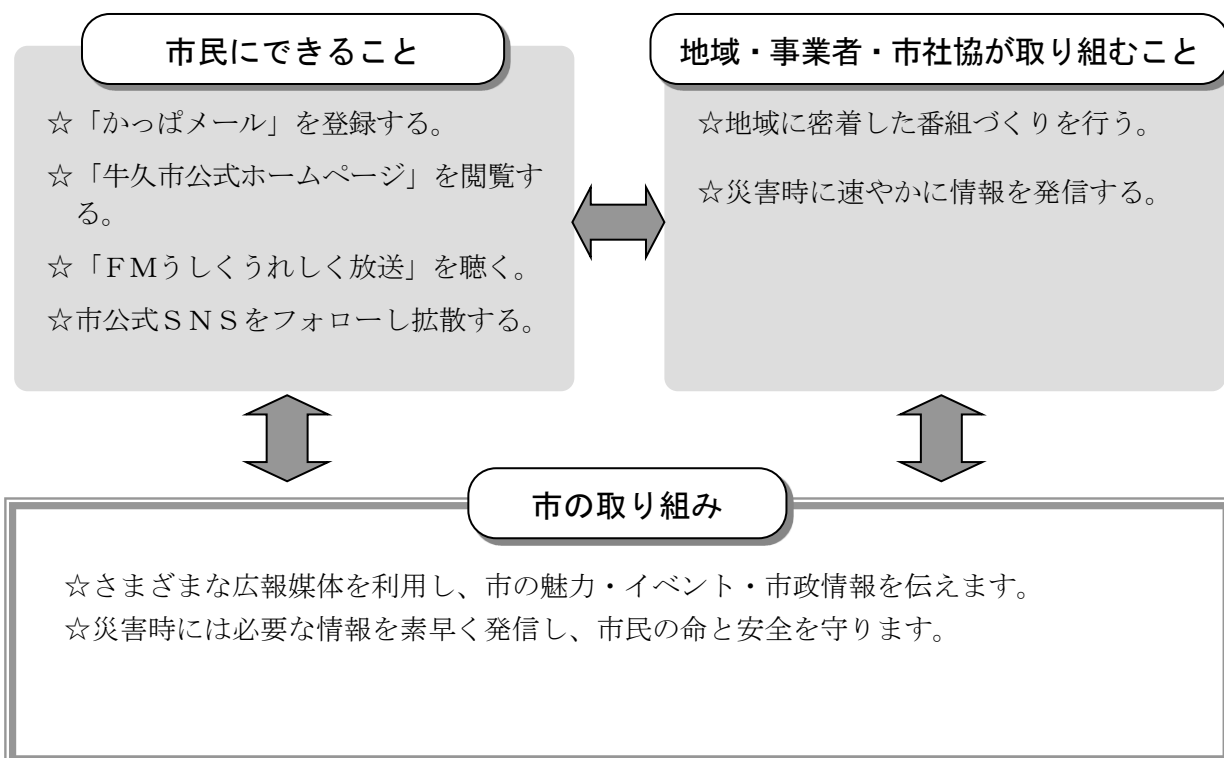 市民にできること
☆「かっぱメール」を登録する。
☆「牛久市公式ホームページ」を閲覧す
る。
☆「ＦＭうしくうれしく放送」を聴く。
☆市公式ＳＮＳをフォローし拡散する。
地域・事業者・市社協が取り組むこと
☆地域に密着した番組づくりを行う。
☆災害時に速やかに情報を発信する。
市の取り組み
☆さまざまな広報媒体を利用し、市の魅力・イベント・市政情報を伝えます。
☆災害時には必要な情報を素早く発信し、市民の命と安全を守ります。